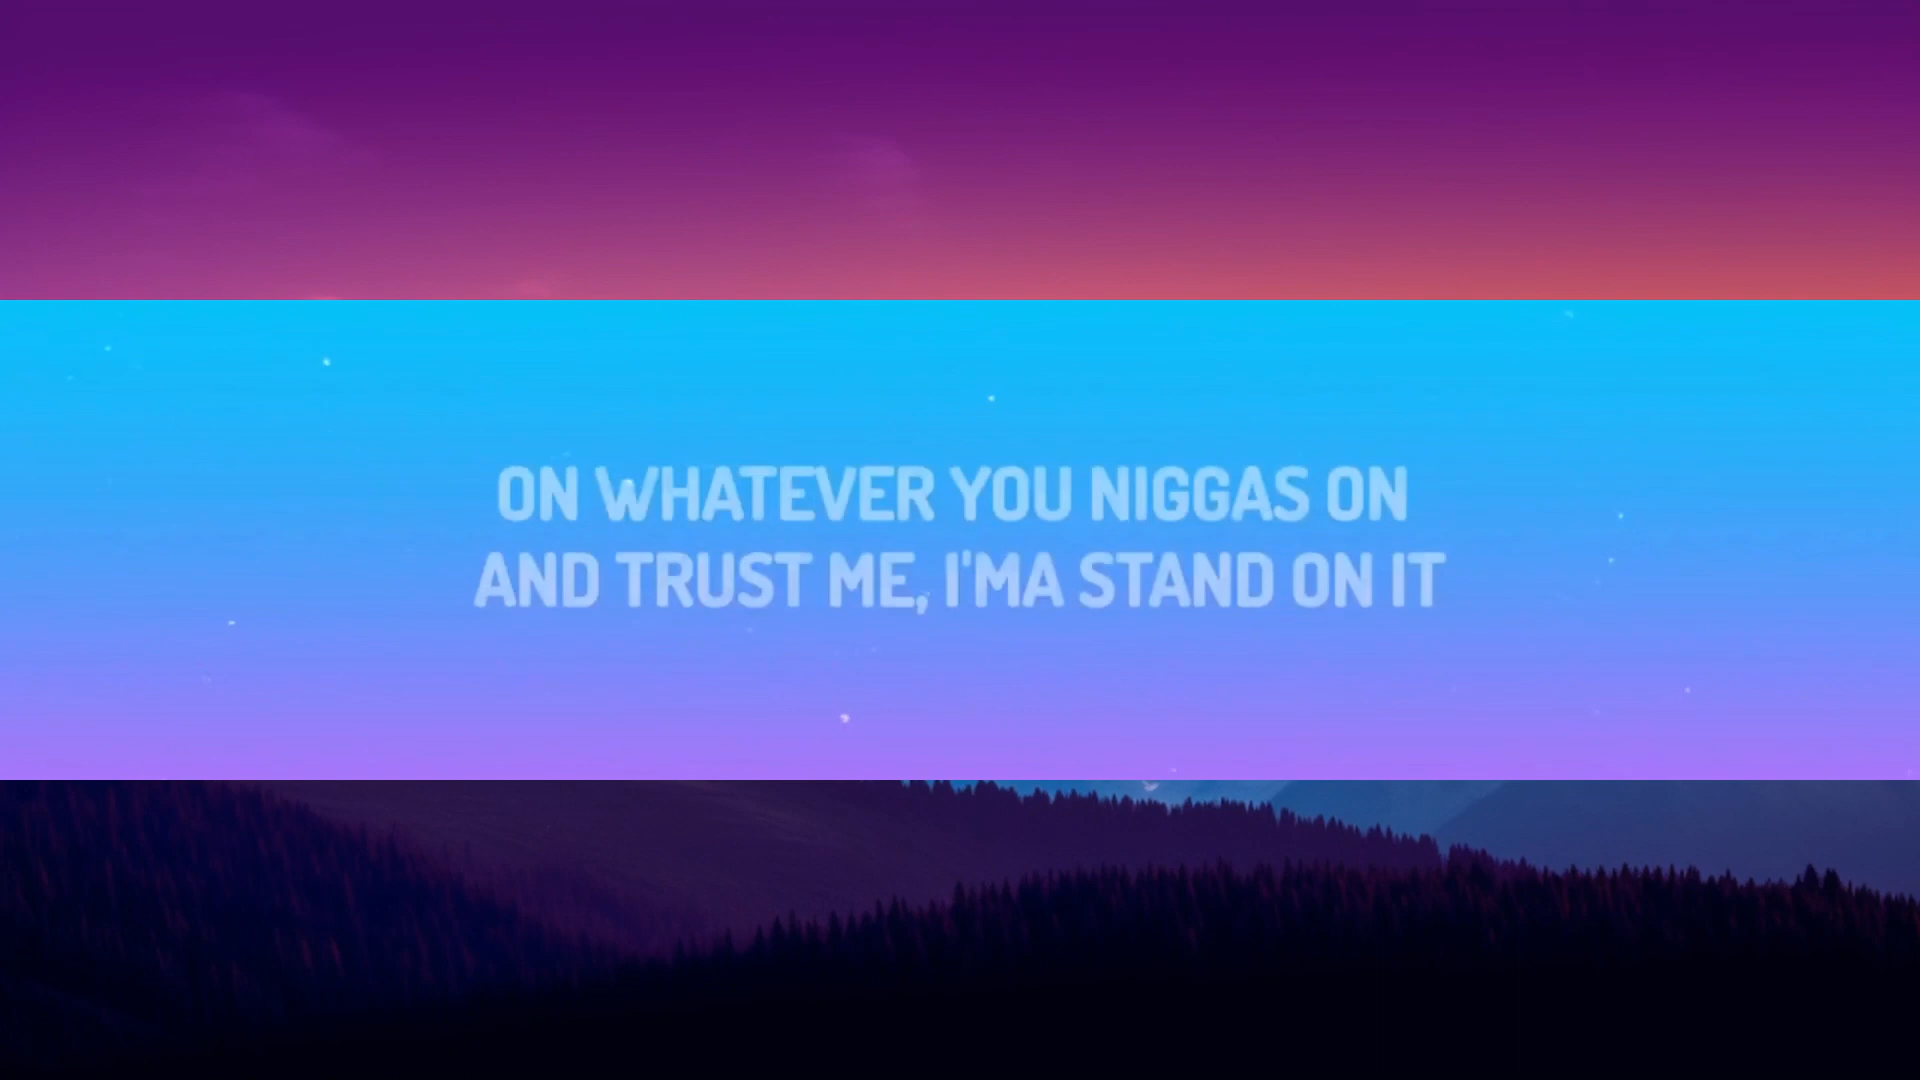 ON WHATEVER YOU NIGGAS ON
AND TRUST ME, I'MA STAND ON IT